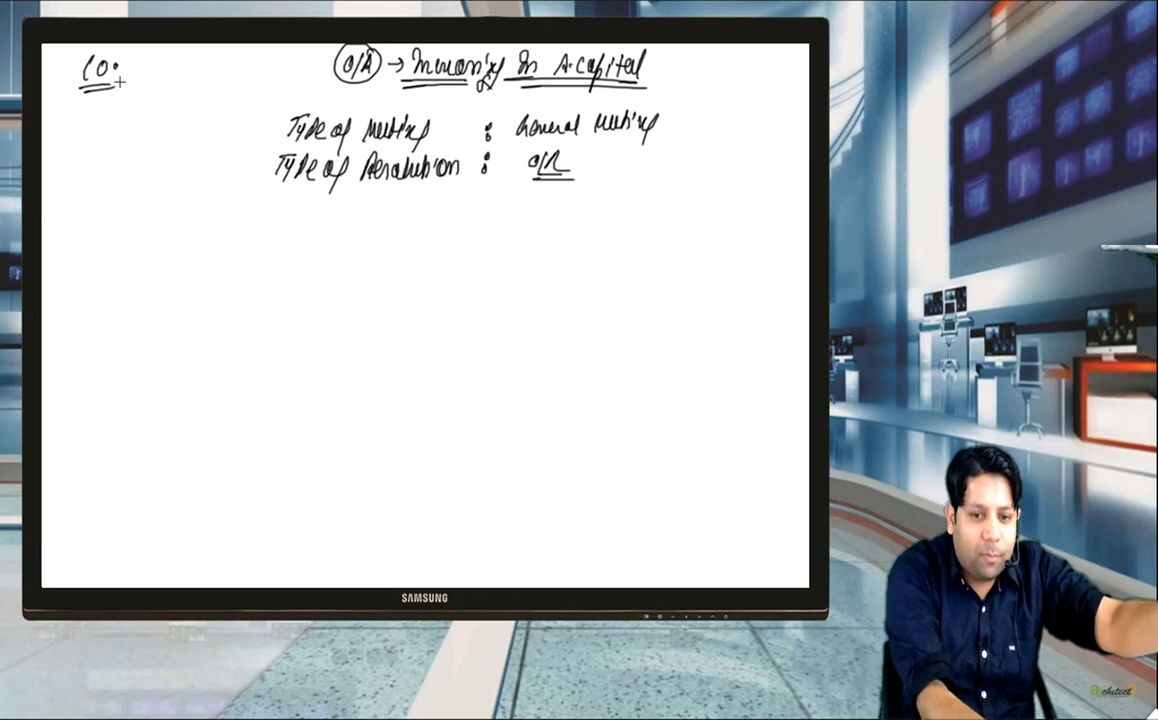 CO:
O/R → Increasing In A. Capital
Type of Meeting : General Meeting
Type of Resolution : O/R
SAMSUNG